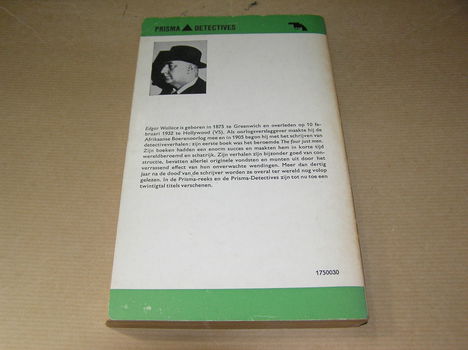 PRISMA DETECTIVES
Edgar Wallace is geboren in 1875 te Greenwich en overleden op 10 fe-
bruari 1932 te Hollywood (VS). Als oorlogsverslaggever maakte hij de
Afrikaanse Boerenoorlog mee en in 1905 begon hij met het schrijven van
detectiveverhalen; zijn eerste boek was het beroemde The four just men.
Zijn boeken hadden een enorm succes en maakten hem in korte tijd
wereldberoemd en schatrijk. Zijn verhalen zijn bijzonder goed van con-
structie, bevatten allerlei originele vondsten en munten uit door het
verrassend effect van hun onverwachte wendingen. Meer dan dertig
jaar na de dood van de schrijver worden ze overal ter wereld nog volop
gelezen. In de Prisma-reeks en de Prisma-Detectives zijn tot nu toe een
twintigtal titels verschenen.
1750030